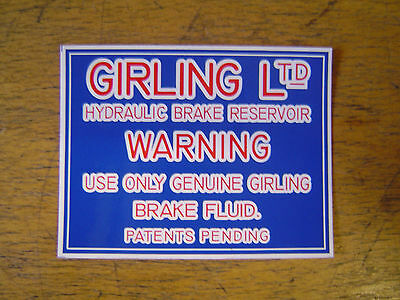 GIRLING LTD
HYDRAULIC BRAKE RESERVOIR
WARNING
USE ONLY GENUINE GIRLING
BRAKE FLUID.
PATENTS PENDING